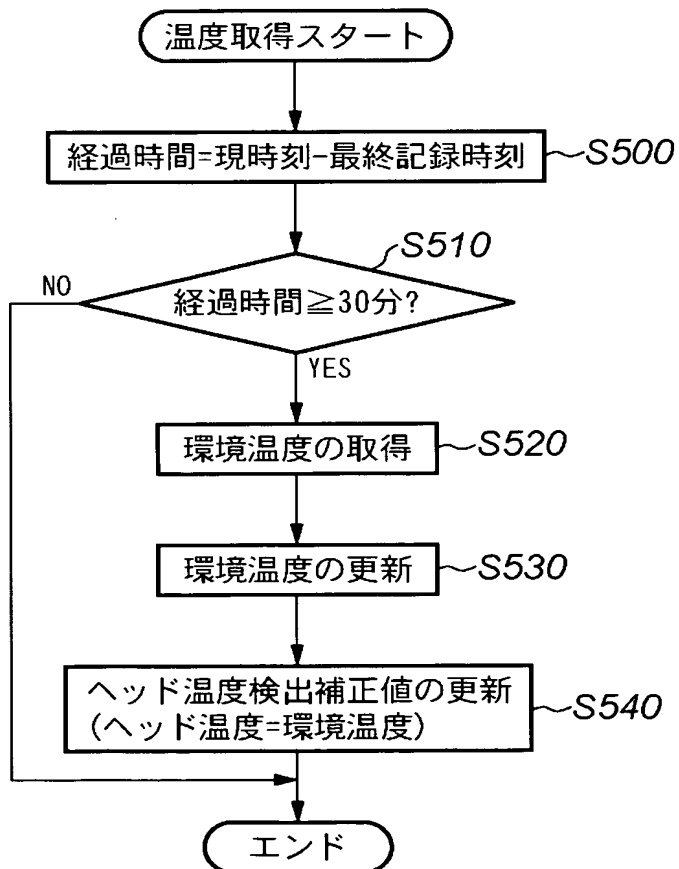 温度取得スタート
経過時間=現時刻-最終記録時刻
S500
S510
経過時間≧30分?
NO
YES
環境温度の取得
S520
環境温度の更新
S530
ヘッド温度検出補正値の更新
(ヘッド温度=環境温度)
S540
エンド